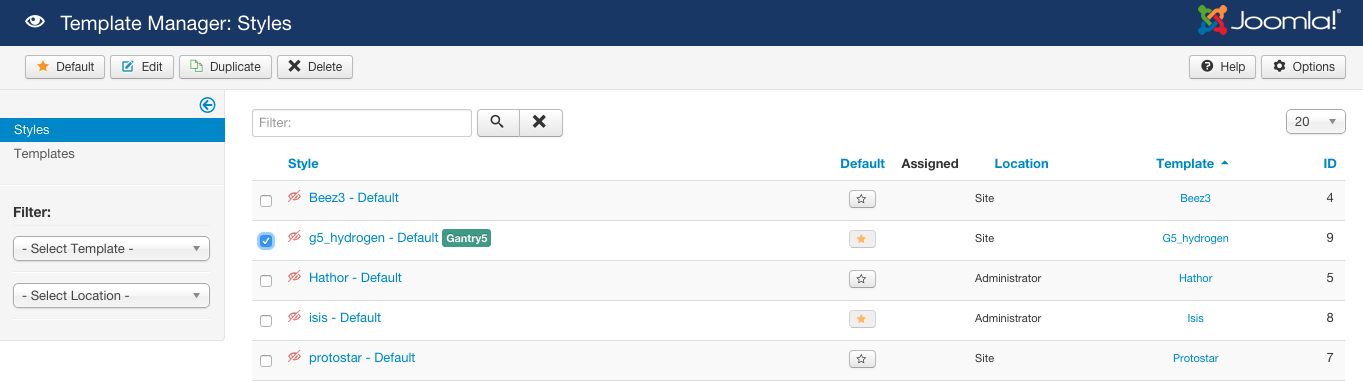 Template Manager: Styles
Joomla!®
Default Edit Duplicate Delete Help Options
Styles
Templates
Filter:
- Select Template -
- Select Location -
Filter: 20
Style Default Assigned Location Template ID
Beez3 - Default Site Beez3 4
g5_hydrogen - Default Gantry5 Site G5_hydrogen 9
Hathor - Default Administrator Hathor 5
isis - Default Administrator Isis 8
protostar - Default Site Protostar 7